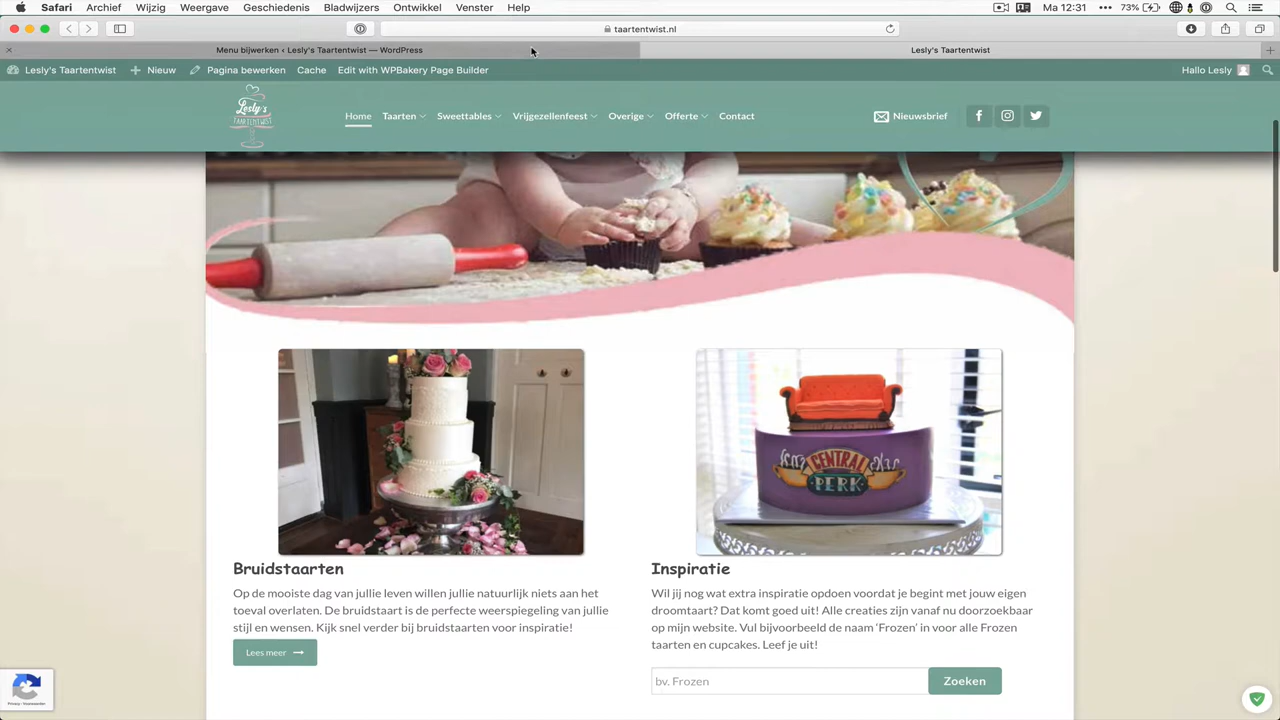 Safari Archief Wijzig Weergave Geschiedenis Bladwijzers Ontwikkel Venster Help Ma 12:31 73%
taartentwist.nl
Menu bijwerken ‹ Lesly's Taartentwist — WordPress Lesly's Taartentwist
Lesly's Taartentwist Nieuw Pagina bewerken Cache Edit with WPBakery Page Builder Hallo Lesly
Lesly's
TAARTENTWIST
Home Taarten Sweettables Vrijgezellenfeest Overige Offerte Contact Nieuwsbrief
CENTRAL
PERK
Bruidstaarten
Op de mooiste dag van jullie leven willen jullie natuurlijk niets aan het
toeval overlaten. De bruidstaart is de perfecte weerspiegeling van jullie
stijl en wensen. Kijk snel verder bij bruidstaarten voor inspiratie!
Lees meer
Inspiratie
Wil jij nog wat extra inspiratie opdoen voordat je begint met jouw eigen
droomtaart? Dat komt goed uit! Alle creaties zijn vanaf nu doorzoekbaar
op mijn website. Vul bijvoorbeeld de naam ‘Frozen’ in voor alle Frozen
taarten en cupcakes. Leef je uit!
bv. Frozen Zoeken
Privacy - Voorwaarden